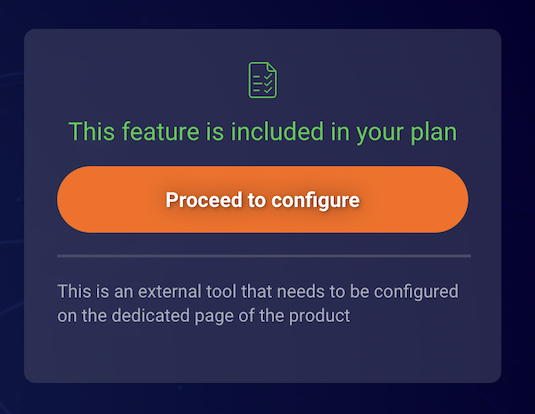 This feature is included in your plan
Proceed to configure
This is an external tool that needs to be configured
on the dedicated page of the product